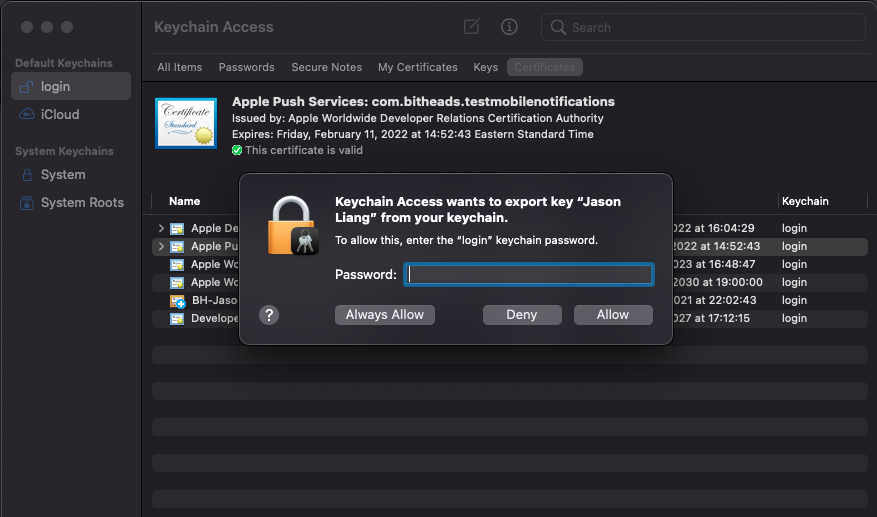 Keychain Access
Search
Default Keychains
login
iCloud
System Keychains
System
System Roots
All Items Passwords Secure Notes My Certificates Keys Certificates
Certificate
Standard
Apple Push Services: com.bitheads.testmobilenotifications
Issued by: Apple Worldwide Developer Relations Certification Authority
Expires: Friday, February 11, 2022 at 14:52:43 Eastern Standard Time
This certificate is valid
Name Keychain
Apple De 022 at 16:04:29 login
Apple Pu 2022 at 14:52:43 login
Apple Wo 023 at 16:48:47 login
Apple Wo 2030 at 19:00:00 login
BH-Jaso 021 at 22:02:43 login
Develope 027 at 17:12:15 login
Keychain Access wants to export key “Jason
Liang” from your keychain.
To allow this, enter the “login” keychain password.
Password:
? Always Allow Deny Allow